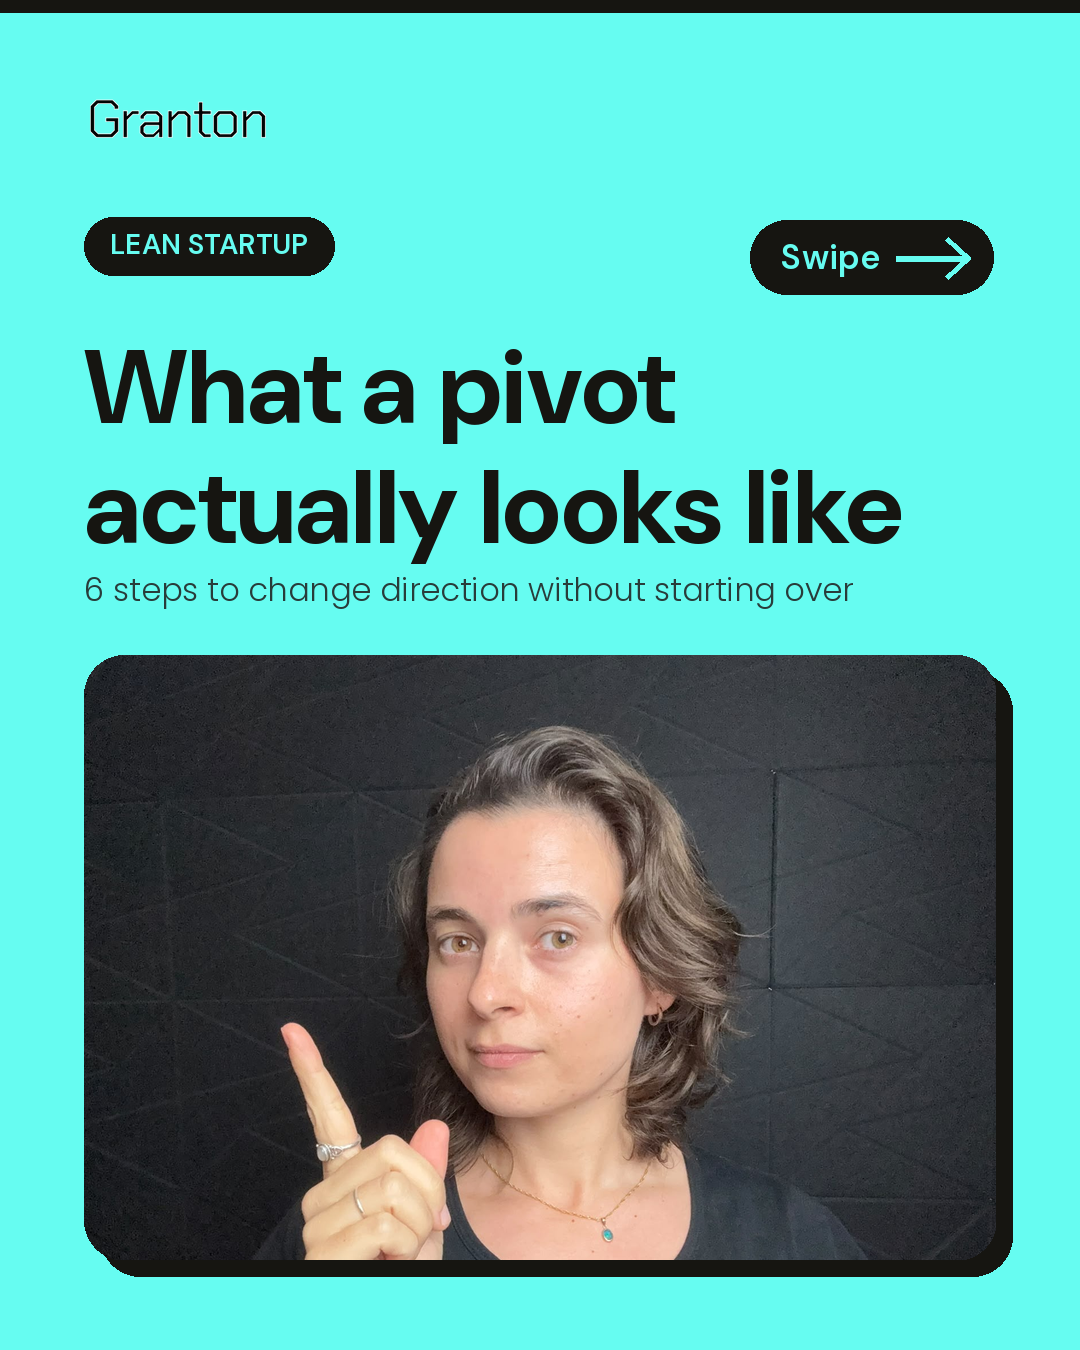 Granton
LEAN STARTUP
Swipe
What a pivot
actually looks like
6 steps to change direction without starting over